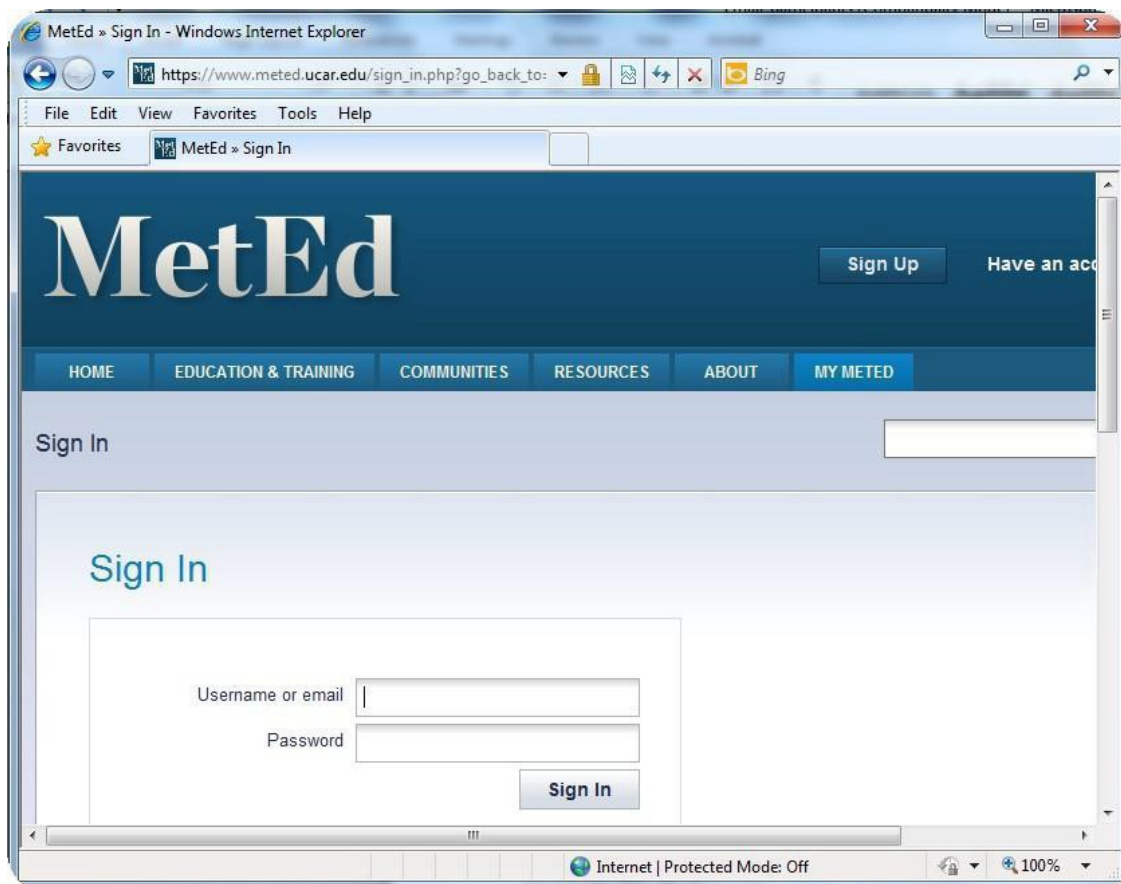 MetEd » Sign In - Windows Internet Explorer
https://www.meted.ucar.edu/sign_in.php?go_back_to= Bing
File Edit View Favorites Tools Help
Favorites MetEd » Sign In
MetEd
Sign Up Have an acc
HOME EDUCATION & TRAINING COMMUNITIES RESOURCES ABOUT MY METED
Sign In
Sign In
Username or email
Password
Sign In
Internet | Protected Mode: Off 100%